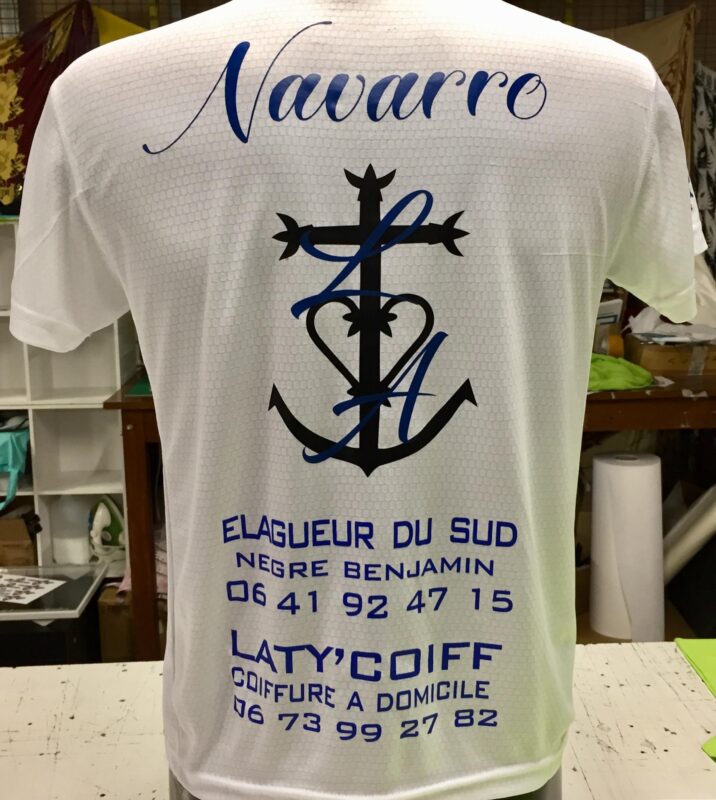 Navarro
L
A
ELAGUEUR DU SUD
NEGRE BENJAMIN
06 41 92 47 15
LATY'COIFF
COIFFURE A DOMICILE
06 73 99 27 82